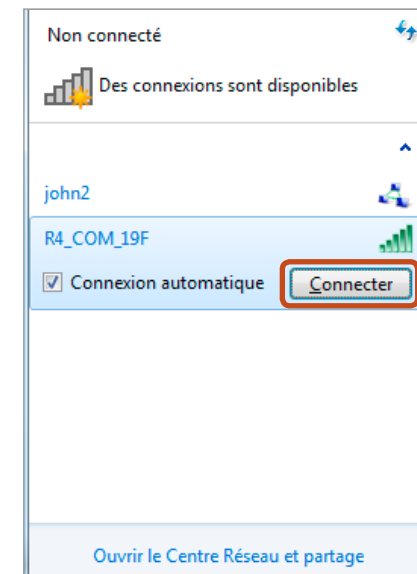 Non connecté
Des connexions sont disponibles
john2
R4_COM_19F
Connexion automatique Connecter
Ouvrir le Centre Réseau et partage